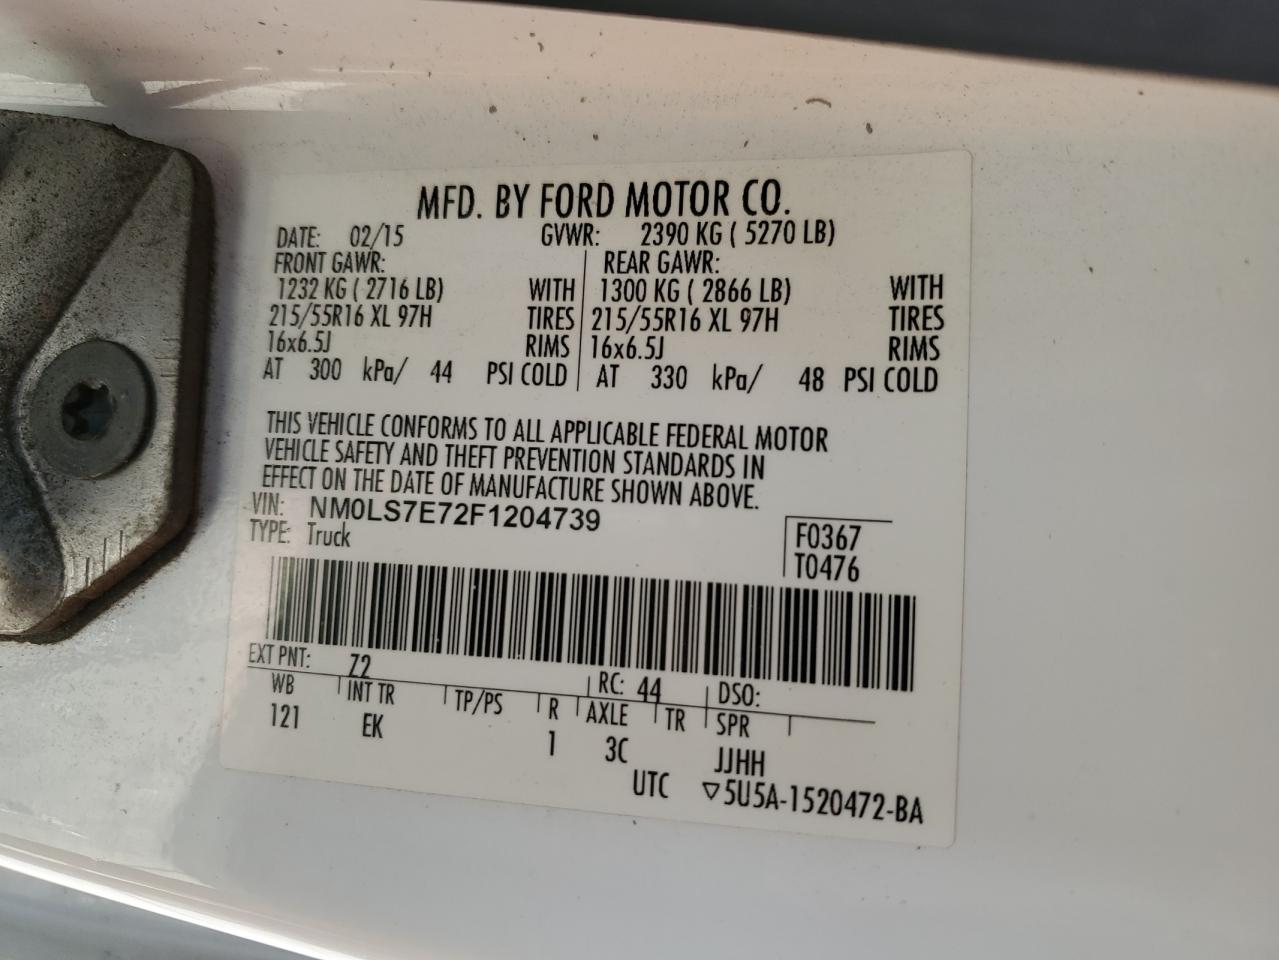 MFD. BY FORD MOTOR CO.
DATE: 02/15 GVWR: 2390 KG ( 5270 LB)
FRONT GAWR: REAR GAWR:
1232 KG ( 2716 LB) WITH 1300 KG ( 2866 LB) WITH
215/55R16 XL 97H TIRES 215/55R16 XL 97H TIRES
16x6.5J RIMS 16x6.5J RIMS
AT 300 kPa/ 44 PSI COLD AT 330 kPa/ 48 PSI COLD
THIS VEHICLE CONFORMS TO ALL APPLICABLE FEDERAL MOTOR
VEHICLE SAFETY AND THEFT PREVENTION STANDARDS IN
EFFECT ON THE DATE OF MANUFACTURE SHOWN ABOVE.
VIN: NM0LS7E72F1204739
TYPE: Truck
F0367
T0476
EXT PNT: Z2 RC: 44 DSO:
WB INT TR TP/PS R AXLE TR SPR
121 EK 1 3C JJHH
UTC ▽5U5A-1520472-BA